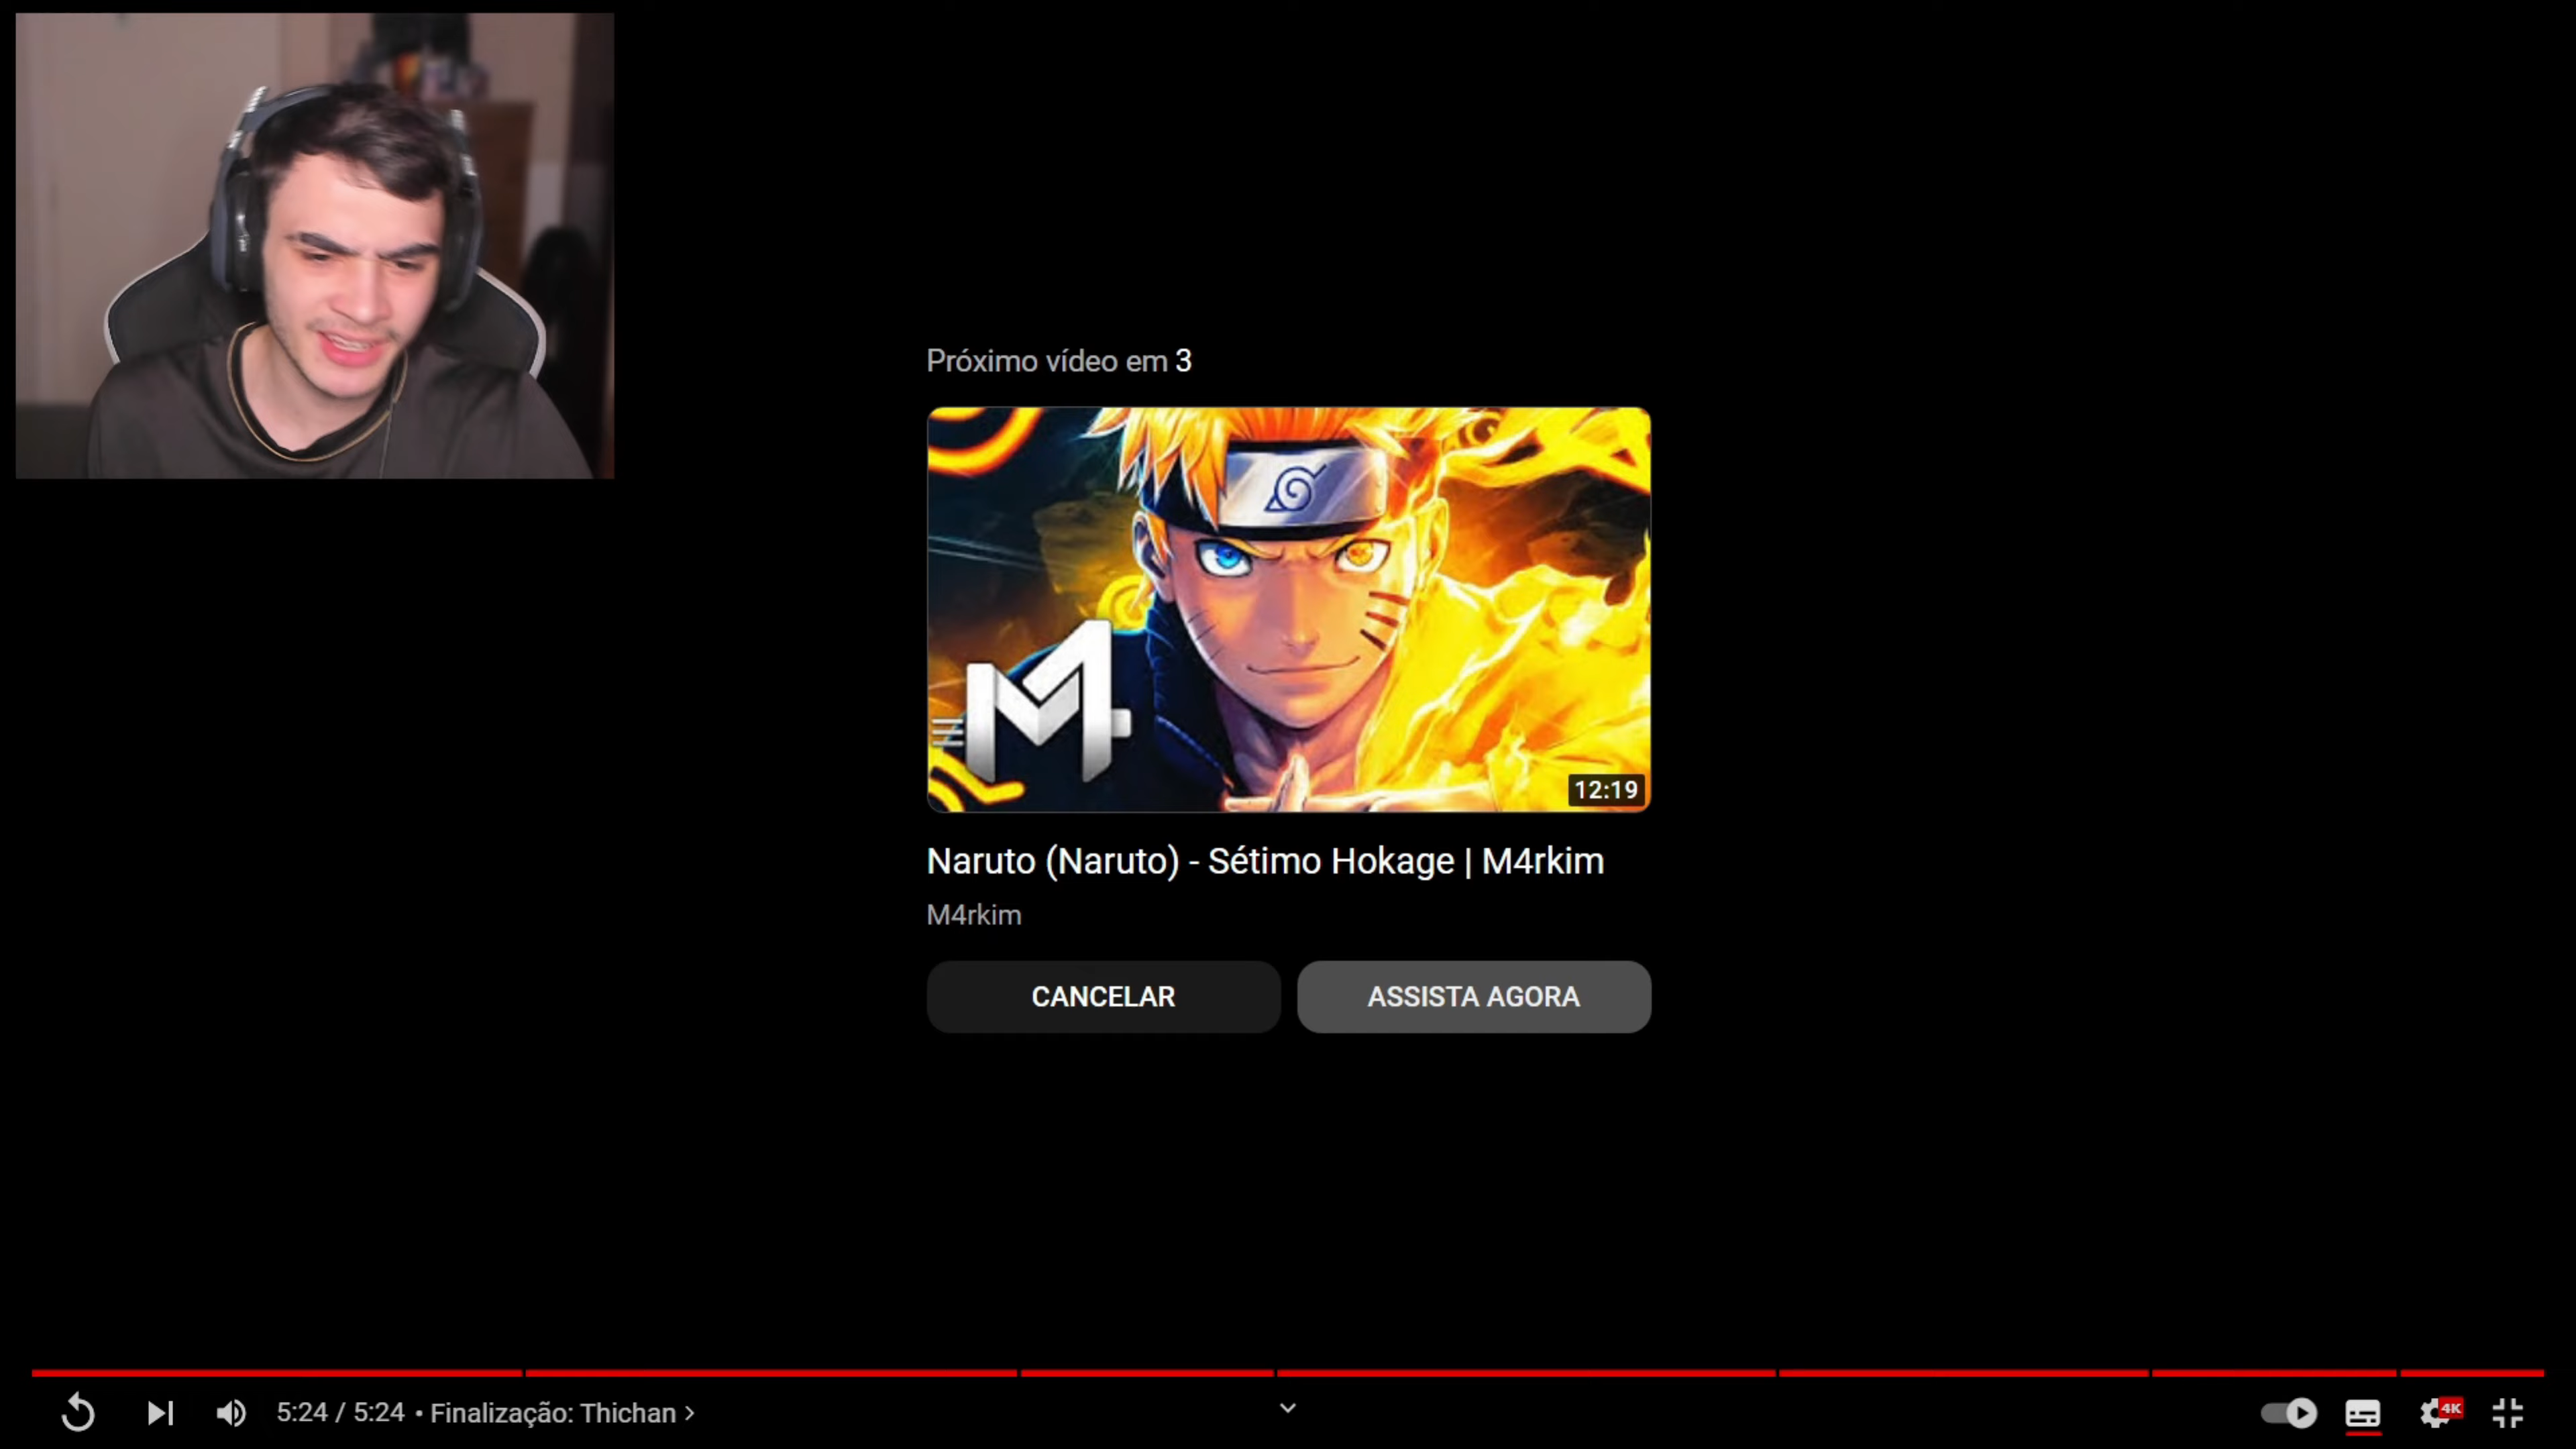 Próximo vídeo em 3
M4
12:19
Naruto (Naruto) - Sétimo Hokage | M4rkim
M4rkim
CANCELAR
ASSISTA AGORA
5:24 / 5:24 • Finalização: Thichan >
4K